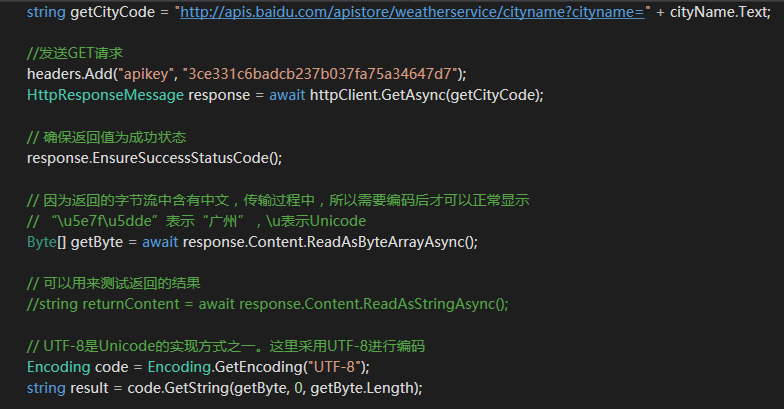 string getCityCode = "http://apis.baidu.com/apistore/weatherservice/cityname?cityname=" + cityName.Text;
//发送GET请求
headers.Add("apikey", "3ce331c6badcb237b037fa75a34647d7");
HttpResponseMessage response = await httpClient.GetAsync(getCityCode);
// 确保返回值为成功状态
response.EnsureSuccessStatusCode();
// 因为返回的字节流中含有中文，传输过程中，所以需要编码后才可以正常显示
// “\u5e7f\u5dde”表示“广州”，\u表示Unicode
Byte[] getByte = await response.Content.ReadAsByteArrayAsync();
// 可以用来测试返回的结果
//string returnContent = await response.Content.ReadAsStringAsync();
// UTF-8是Unicode的实现方式之一。这里采用UTF-8进行编码
Encoding code = Encoding.GetEncoding("UTF-8");
string result = code.GetString(getByte, 0, getByte.Length);